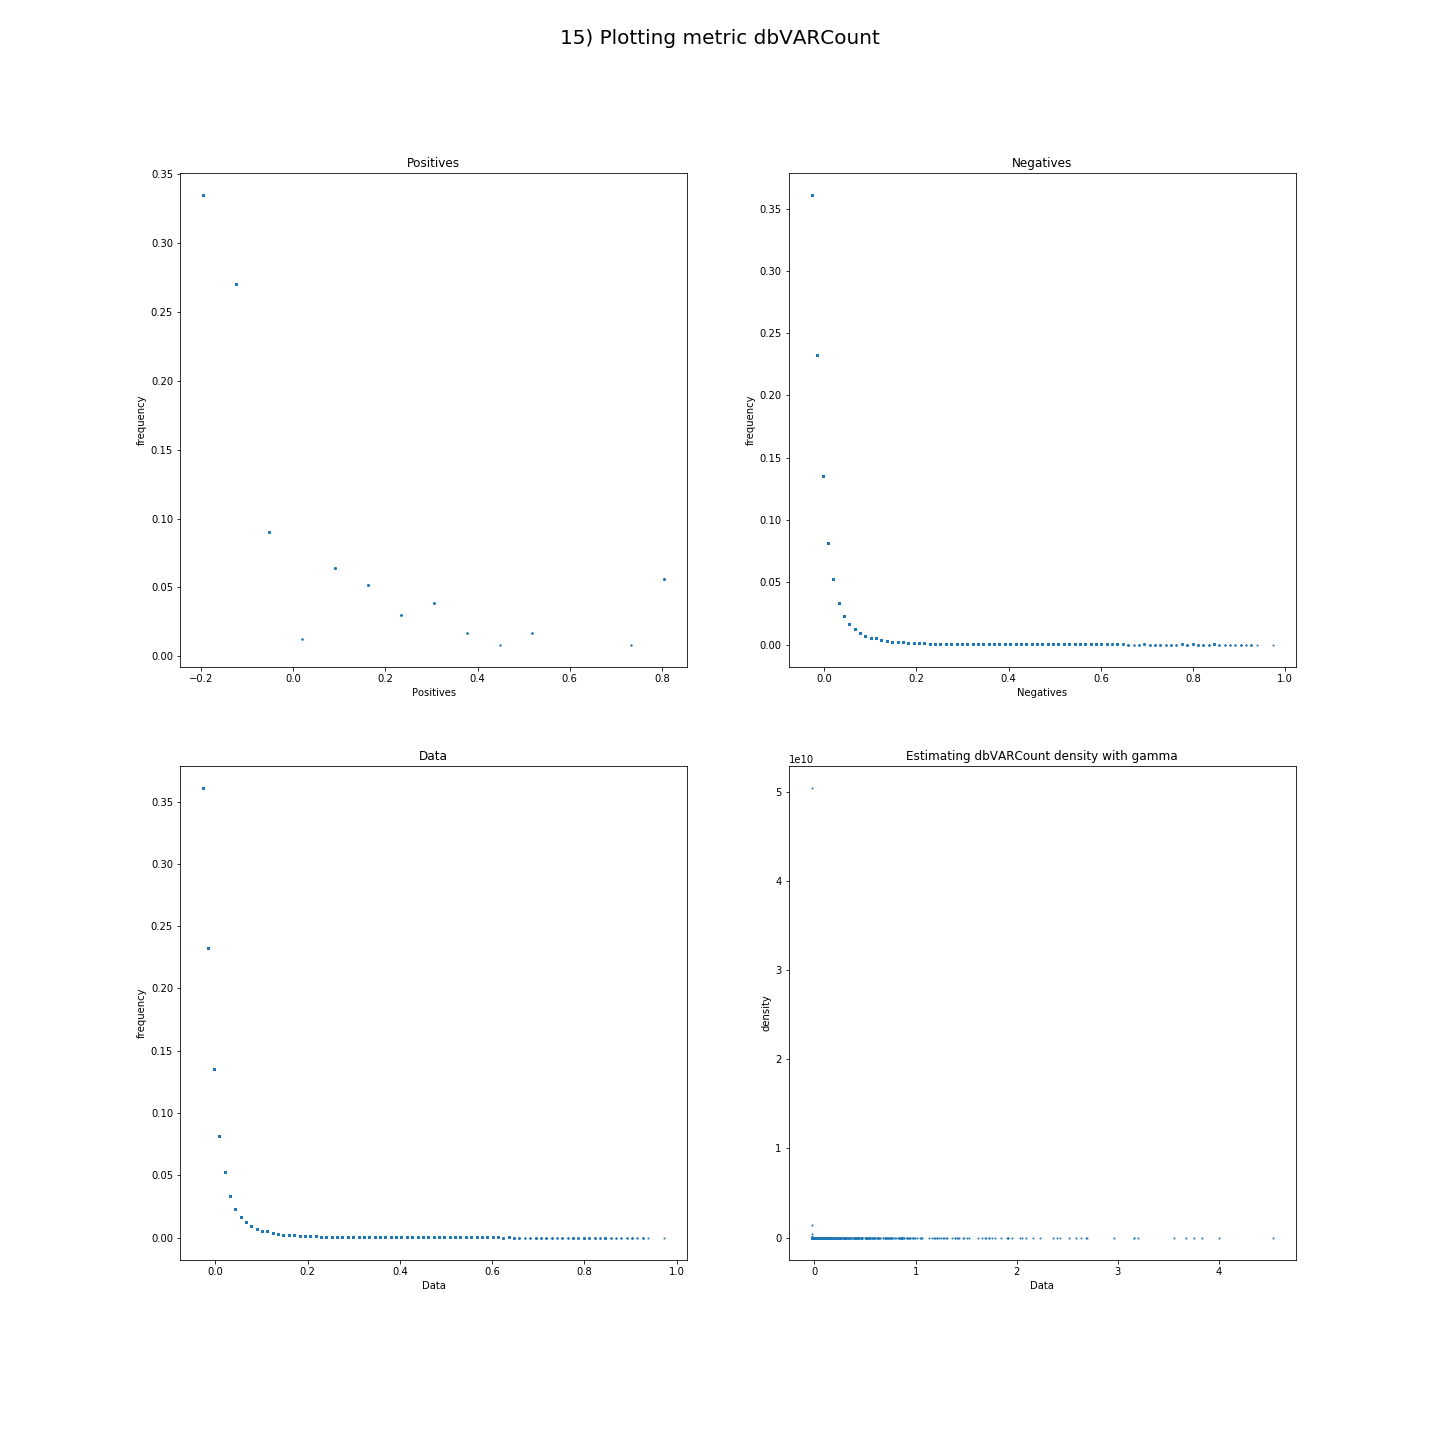 15) Plotting metric dbVARCount
Positives
0.35
0.30
0.25
0.20
0.15
0.10
0.05
0.00
frequency
−0.2 0.0 0.2 0.4 0.6 0.8
Positives
Negatives
0.35
0.30
0.25
0.20
0.15
0.10
0.05
0.00
frequency
0.0 0.2 0.4 0.6 0.8 1.0
Negatives
Data
0.35
0.30
0.25
0.20
0.15
0.10
0.05
0.00
frequency
0.0 0.2 0.4 0.6 0.8 1.0
Data
Estimating dbVARCount density with gamma
1e10
5
4
3
2
1
0
density
0 1 2 3 4
Data